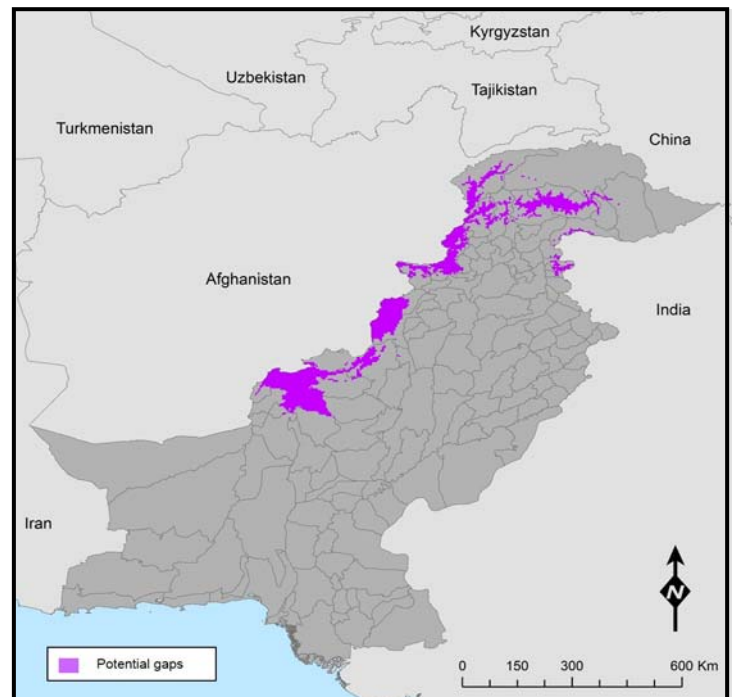 Kyrgyzstan
Uzbekistan
Tajikistan
Turkmenistan
China
Afghanistan
India
Iran
N
Potential gaps
0 150 300 600 Km